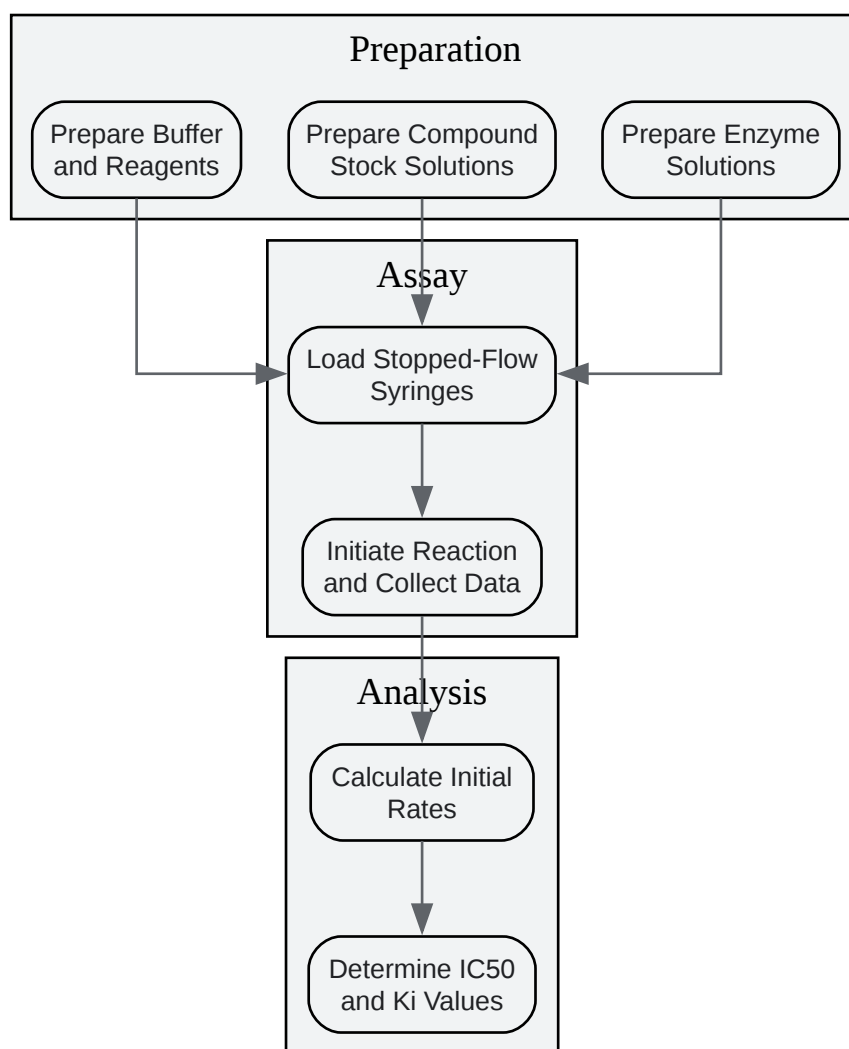 Preparation
Prepare Buffer
and Reagents
Prepare Compound
Stock Solutions
Prepare Enzyme
Solutions
Assay
Load Stopped-Flow
Syringes
Initiate Reaction
and Collect Data
Analysis
Calculate Initial
Rates
Determine IC50
and Ki Values